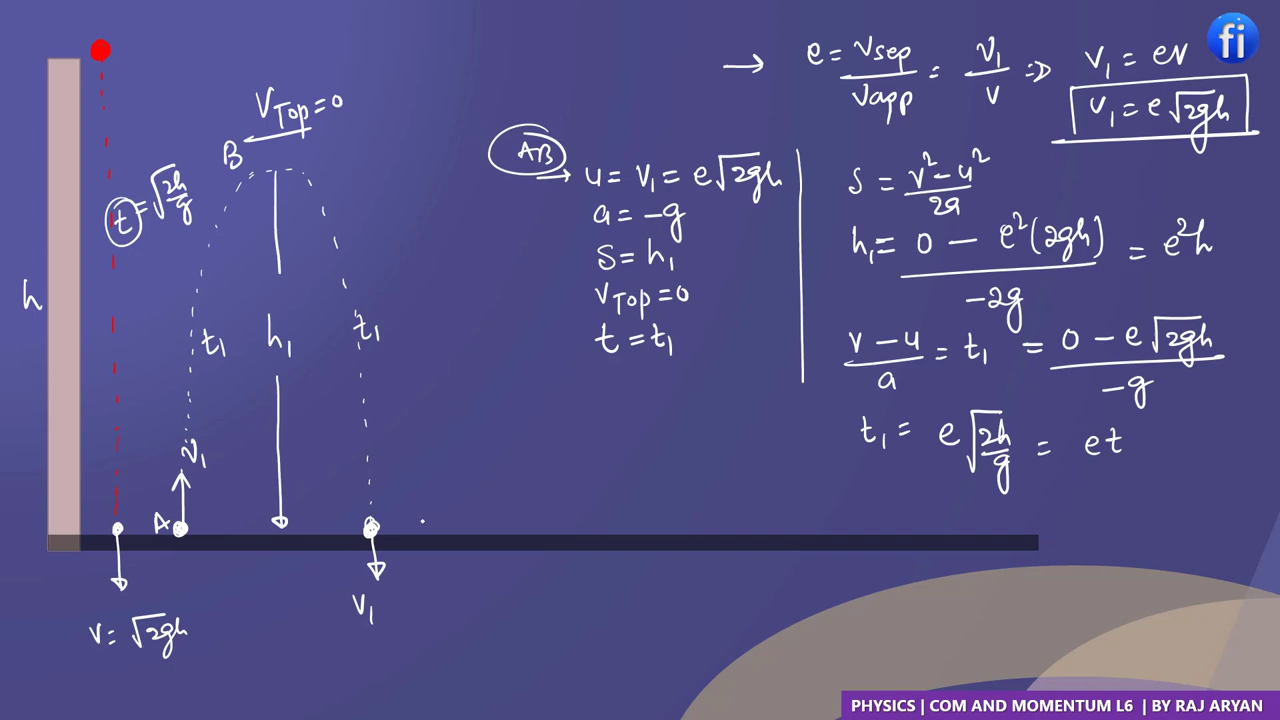 e = Vsep/Vapp = V₁/V ⇒ V₁ = eV
V₁ = e√2gh
fi
V_Top = 0
B
t = √2h/g
h
t₁
h₁
t₁
V₁
A
V = √2gh
V₁
AB → u = V₁ = e√2gh
a = -g
S = h₁
V_Top = 0
t = t₁
S = V² - u²/2a
h₁ = 0 - e²(2gh)/-2g = e²h
V - u/a = t₁ = 0 - e√2gh/-g
t₁ = e√2h/g = et
PHYSICS | COM AND MOMENTUM L6 | BY RAJ ARYAN